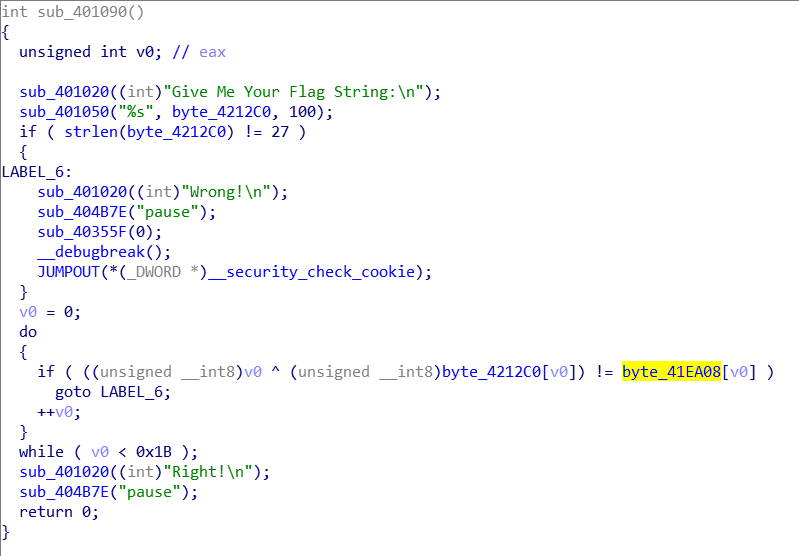 int sub_401090()
{
  unsigned int v0; // eax

  sub_401020((int)"Give Me Your Flag String:\n");
  sub_401050("%s", byte_4212C0, 100);
  if ( strlen(byte_4212C0) != 27 )
  {
LABEL_6:
    sub_401020((int)"Wrong!\n");
    sub_404B7E("pause");
    sub_40355F(0);
    __debugbreak();
    JUMPOUT(*(_DWORD *)__security_check_cookie);
  }
  v0 = 0;
  do
  {
    if ( ((unsigned __int8)v0 ^ (unsigned __int8)byte_4212C0[v0]) != byte_41EA08[v0] )
      goto LABEL_6;
    ++v0;
  }
  while ( v0 < 0x1B );
  sub_401020((int)"Right!\n");
  sub_404B7E("pause");
  return 0;
}